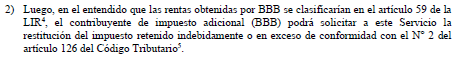 2) Luego, en el entendido que las rentas obtenidas por BBB se clasificarían en el artículo 59 de la
LIR⁴, el contribuyente de impuesto adicional (BBB) podrá solicitar a este Servicio la
restitución del impuesto retenido indebidamente o en exceso de conformidad con el N° 2 del
artículo 126 del Código Tributario⁵.